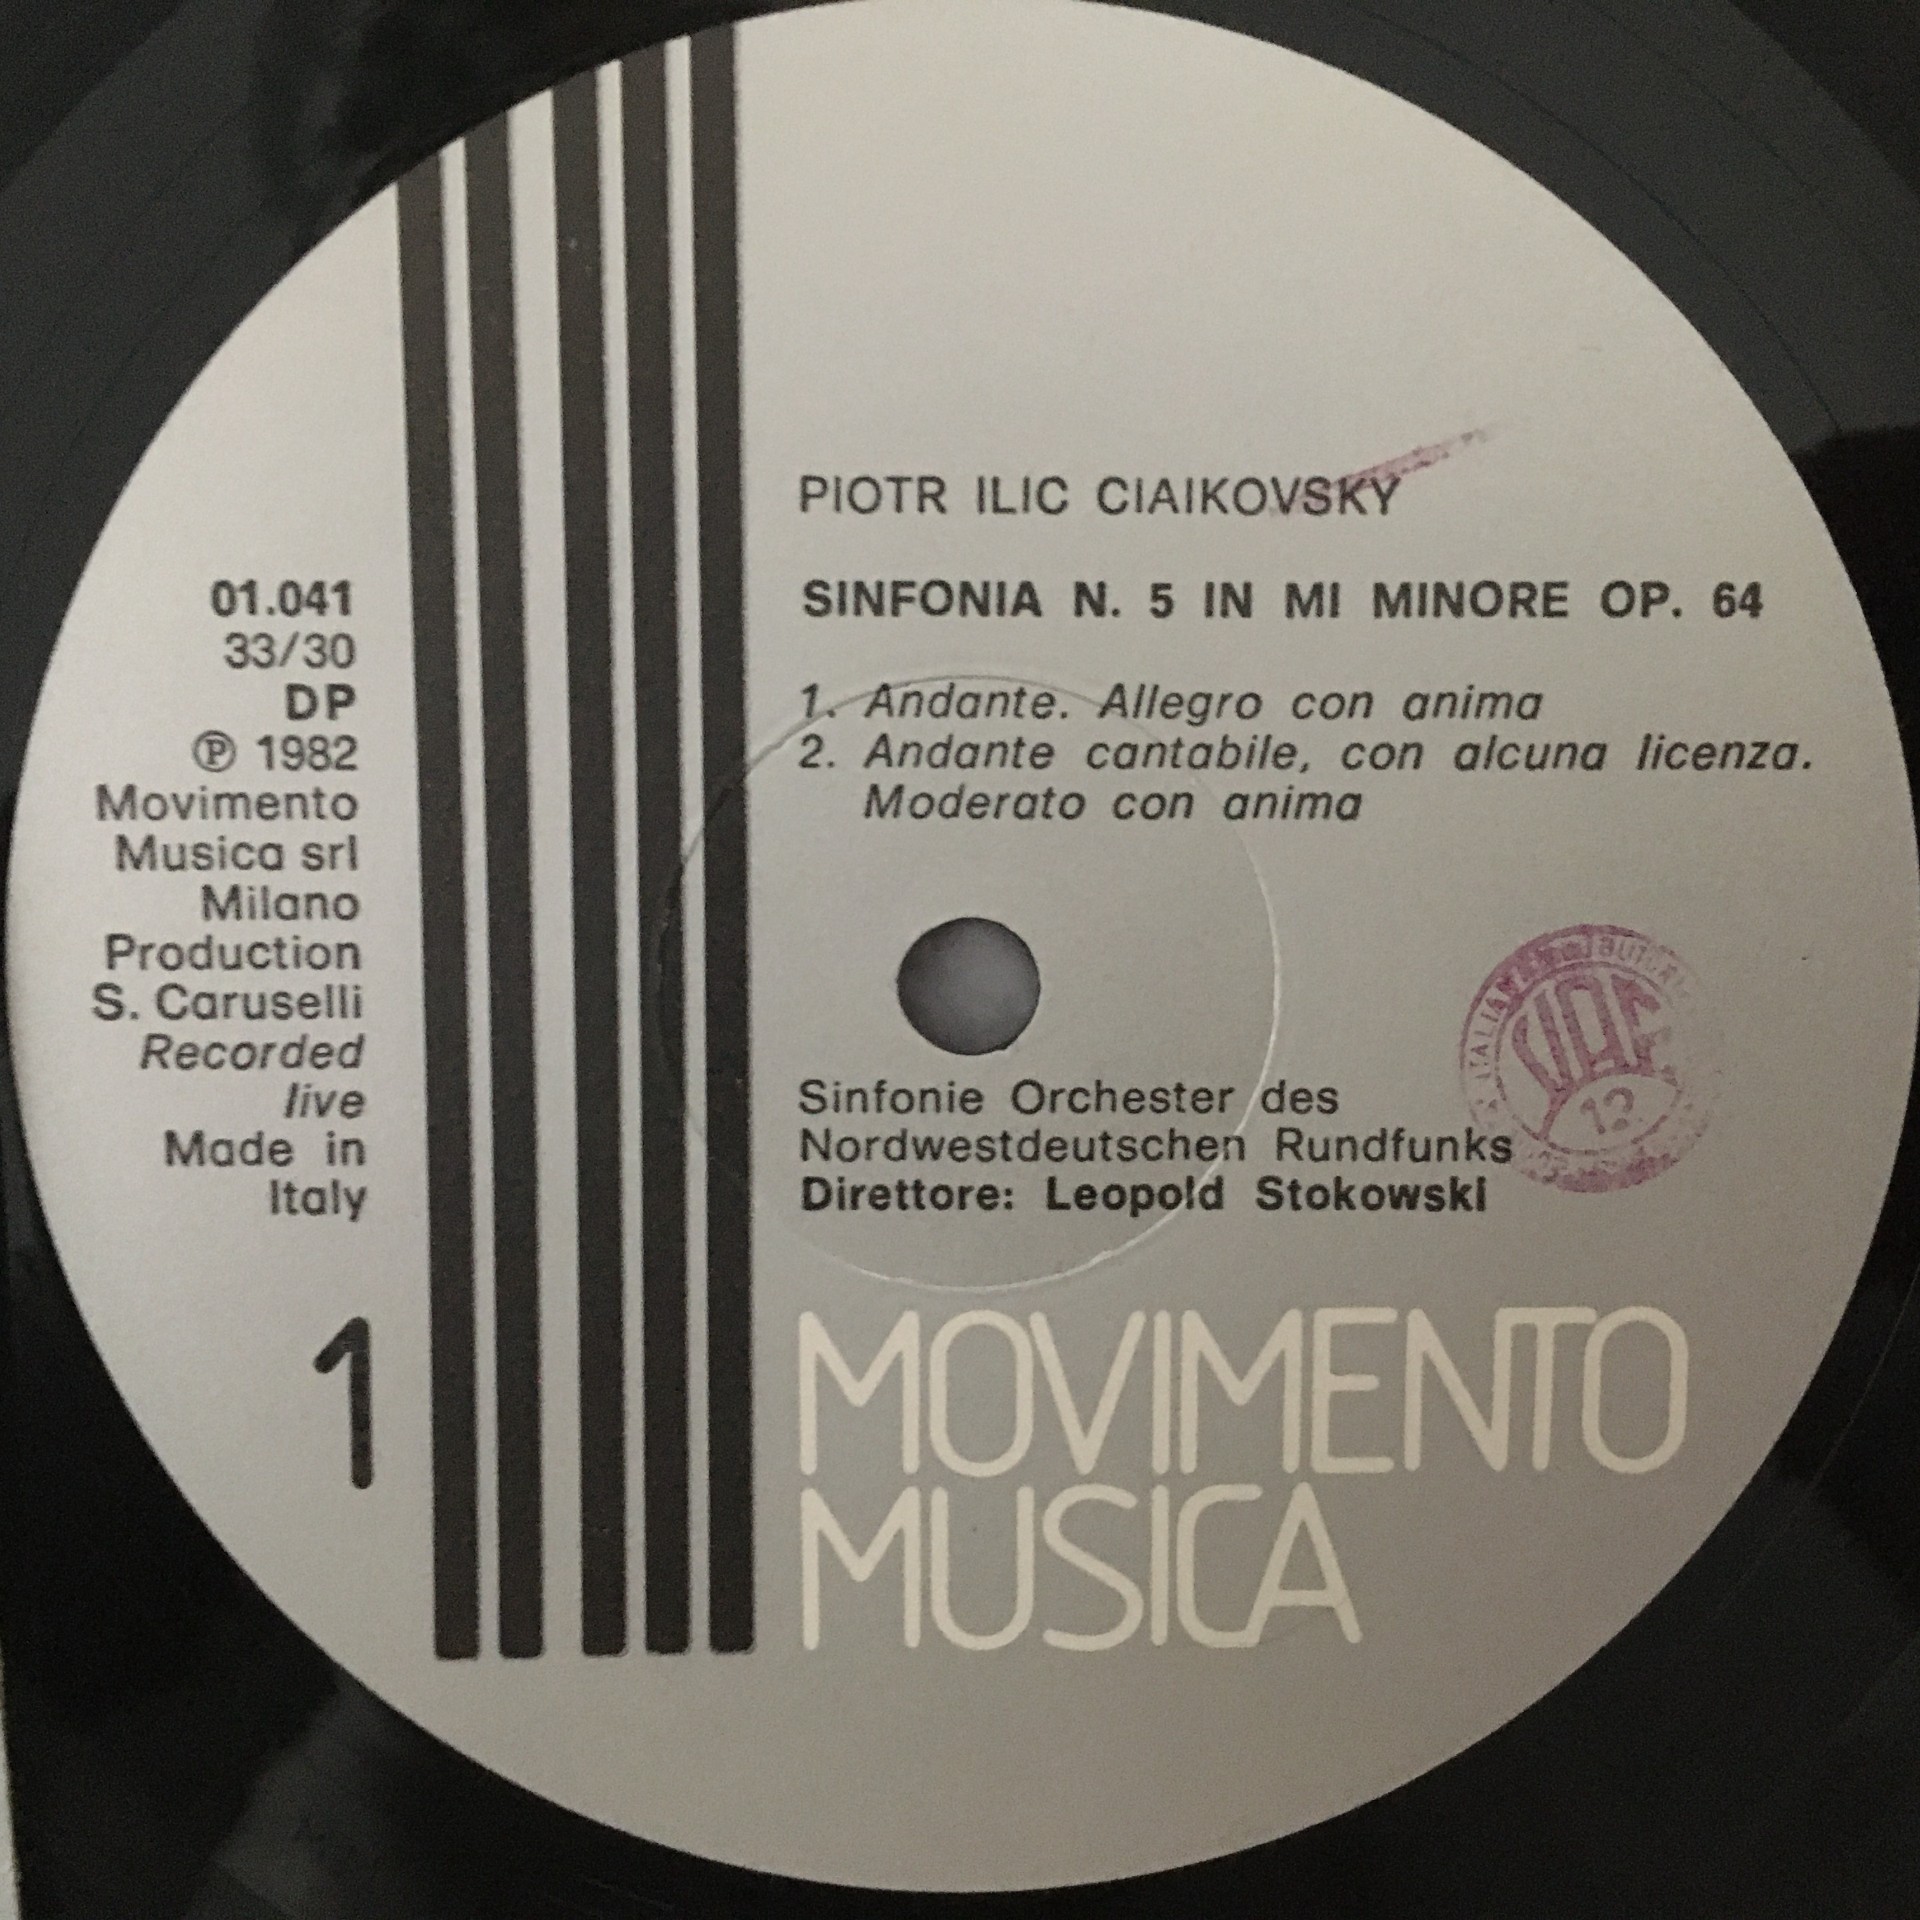 PIOTR ILIC CIAIKOVSKY
SINFONIA N. 5 IN MI MINORE OP. 64
1. Andante. Allegro con anima
2. Andante cantabile, con alcuna licenza.
Moderato con anima
01.041
33/30
DP
℗ 1982
Movimento
Musica srl
Milano
Production
S. Caruselli
Recorded
live
Made in
Italy
1
Sinfonie Orchester des
Nordwestdeutschen Rundfunks
Direttore: Leopold Stokowski
SIAE
MOVIMENTO
MUSICA